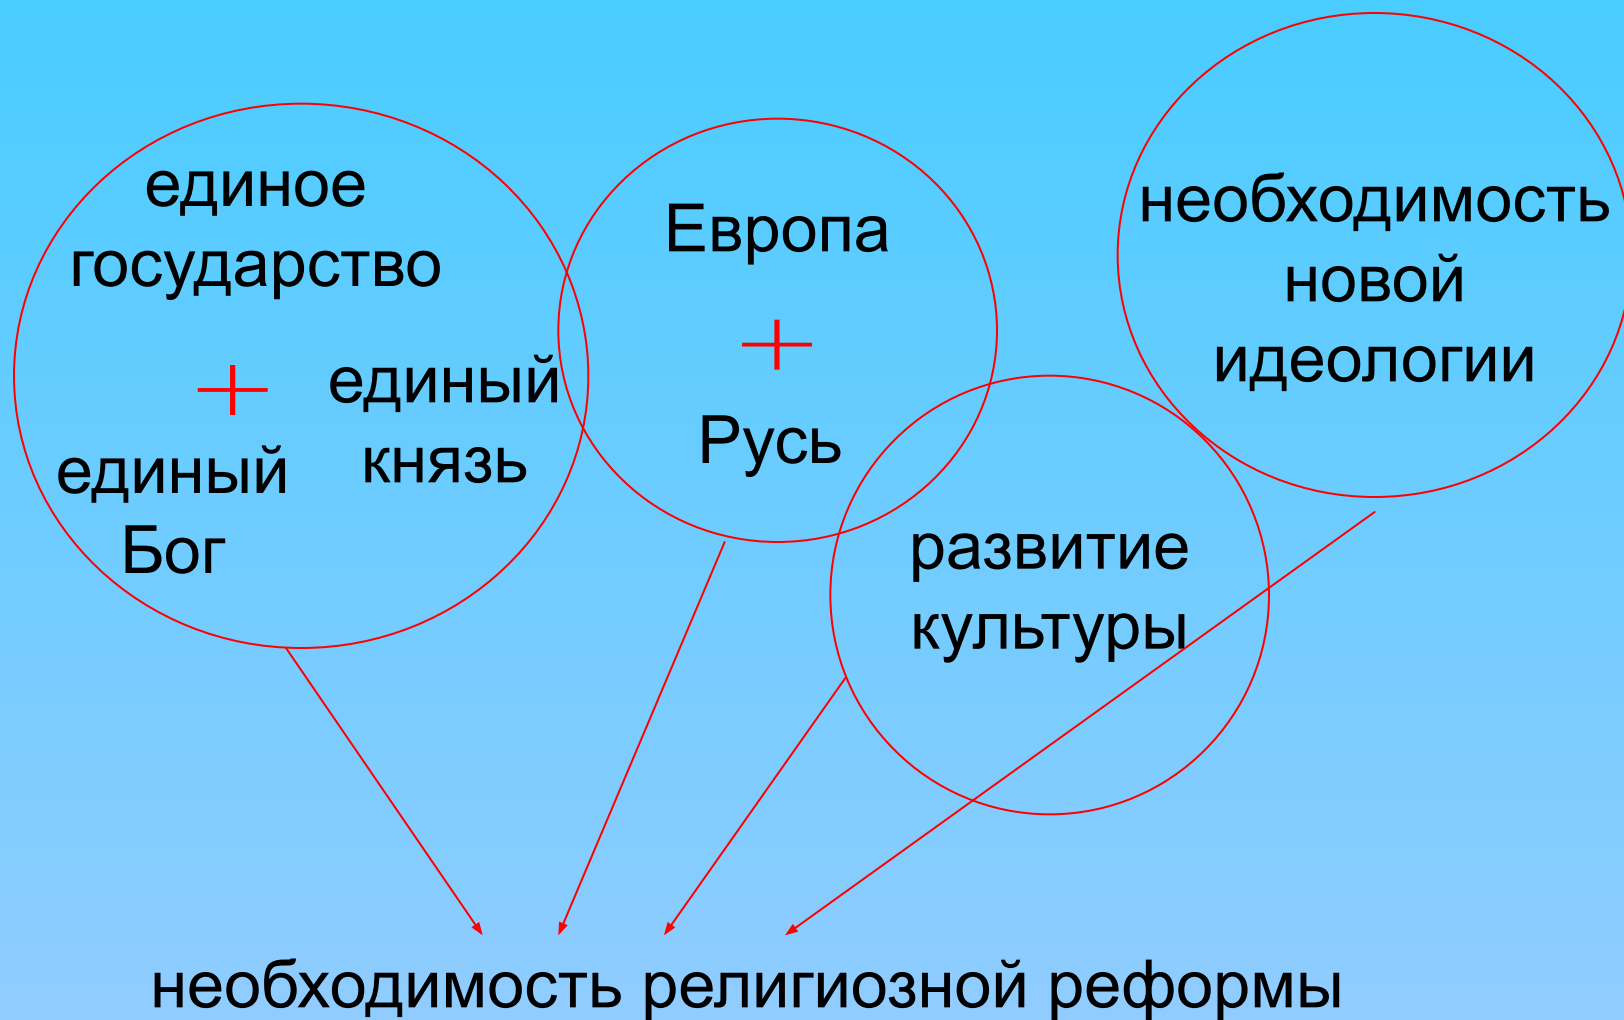 единое
государство
единый
князь
единый
Бог
Европа
Русь
развитие
культуры
необходимость
новой
идеологии
необходимость религиозной реформы